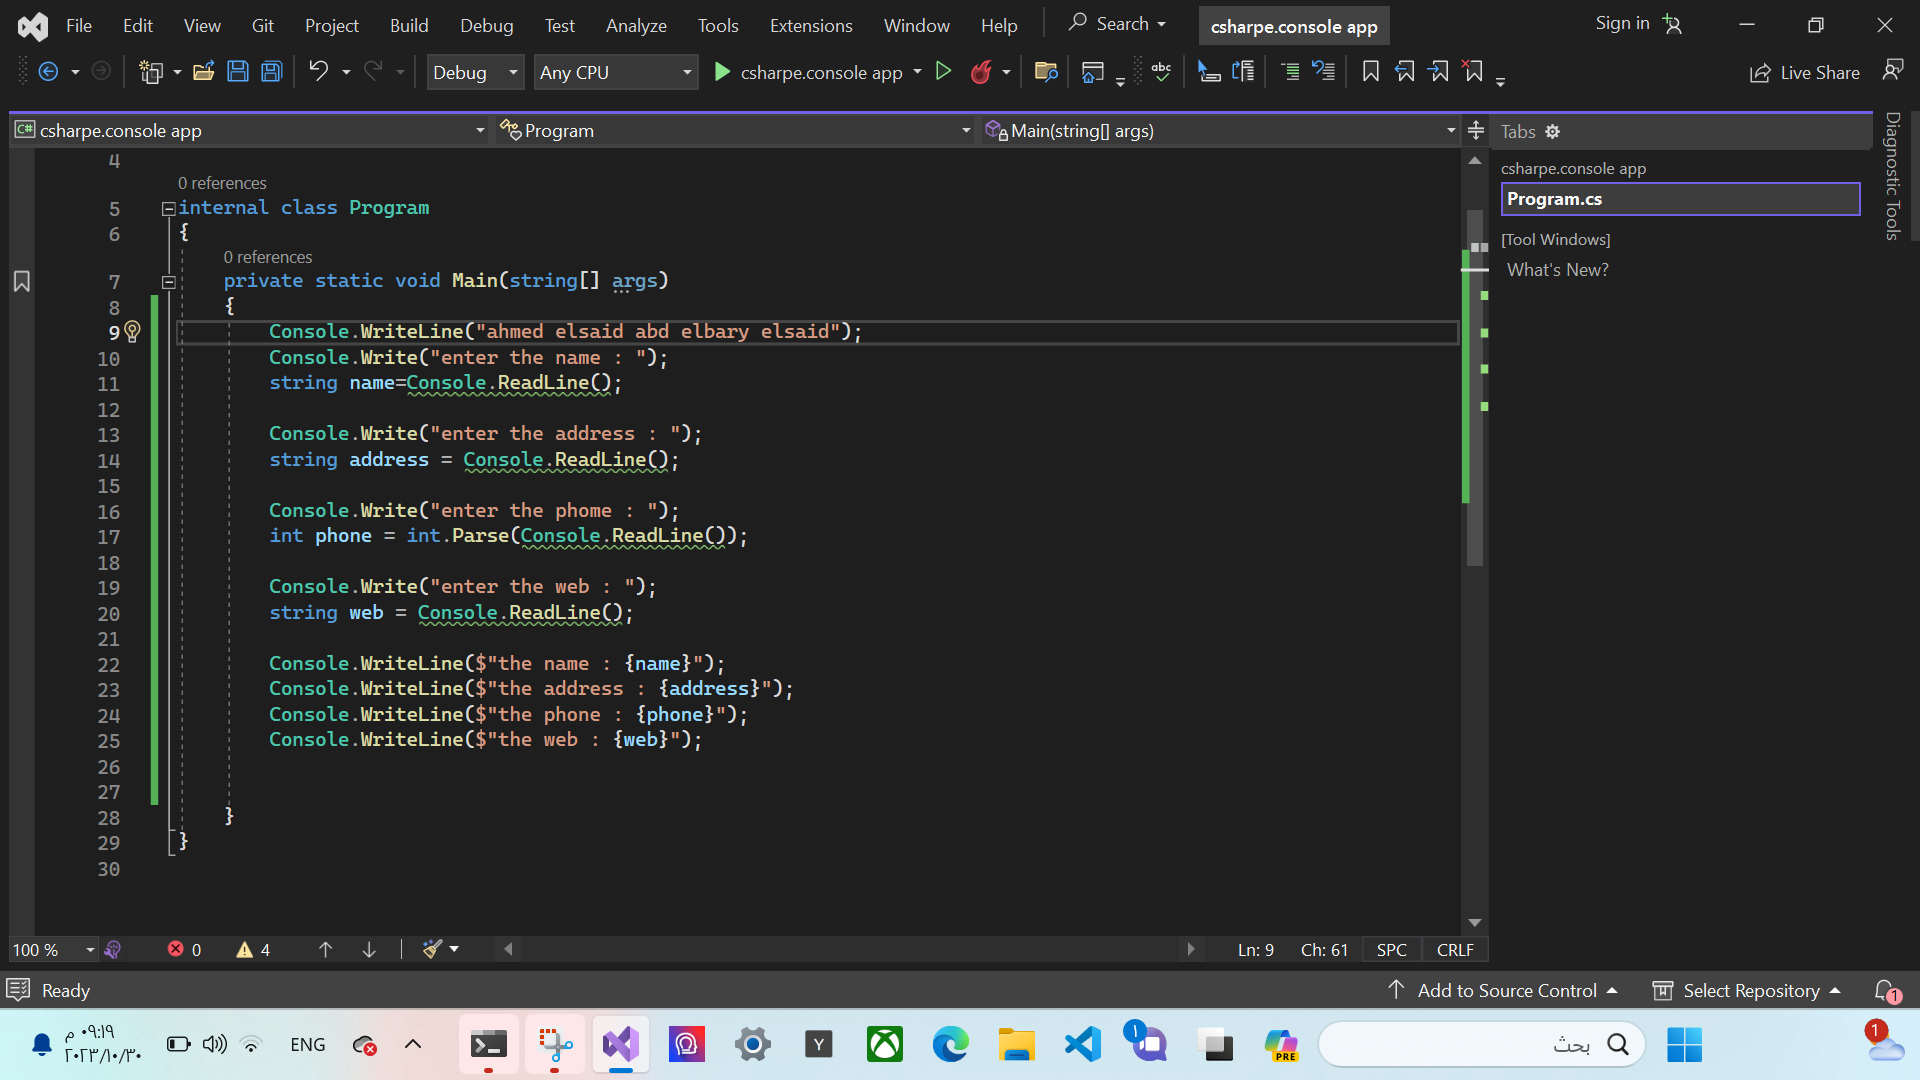 File Edit View Git Project Build Debug Test Analyze Tools Extensions Window Help Search csharpe.console app Sign in
Debug Any CPU csharpe.console app abc Live Share
C# csharpe.console app Program Main(string[] args) Tabs
Diagnostic Tools
csharpe.console app
Program.cs
[Tool Windows]
What's New?
4
0 references
5 internal class Program
6 {
0 references
7 private static void Main(string[] args)
8 {
9 Console.WriteLine("ahmed elsaid abd elbary elsaid");
10 Console.Write("enter the name : ");
11 string name=Console.ReadLine();
12
13 Console.Write("enter the address : ");
14 string address = Console.ReadLine();
15
16 Console.Write("enter the phome : ");
17 int phone = int.Parse(Console.ReadLine());
18
19 Console.Write("enter the web : ");
20 string web = Console.ReadLine();
21
22 Console.WriteLine($"the name : {name}");
23 Console.WriteLine($"the address : {address}");
24 Console.WriteLine($"the phone : {phone}");
25 Console.WriteLine($"the web : {web}");
26
27
28 }
29 }
30
100 % 0 4 Ln: 9 Ch: 61 SPC CRLF
Ready Add to Source Control Select Repository 1
٠٩:١٩ م
٢٠٢٣/١٠/٣٠
ENG Y ١ PRE بحث 1